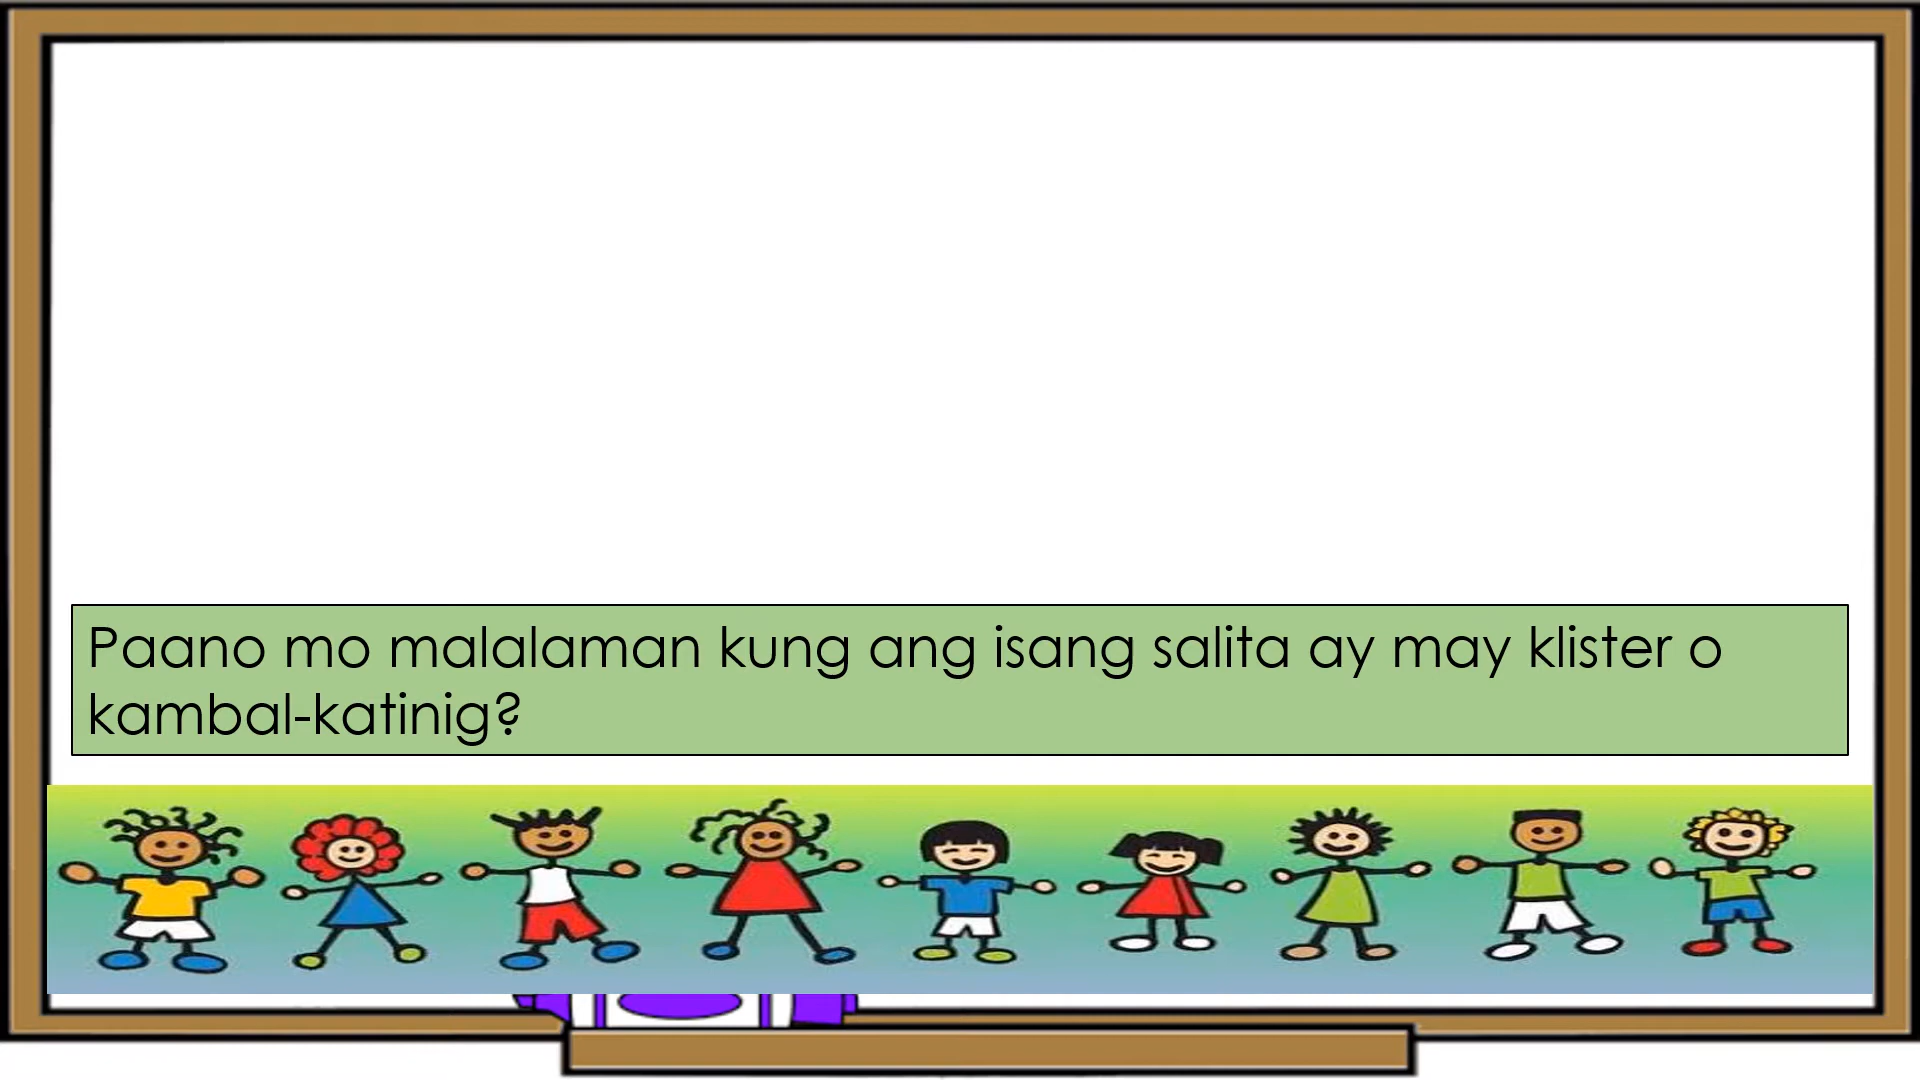 Paano mo malalaman kung ang isang salita ay may klister o
kambal-katinig?